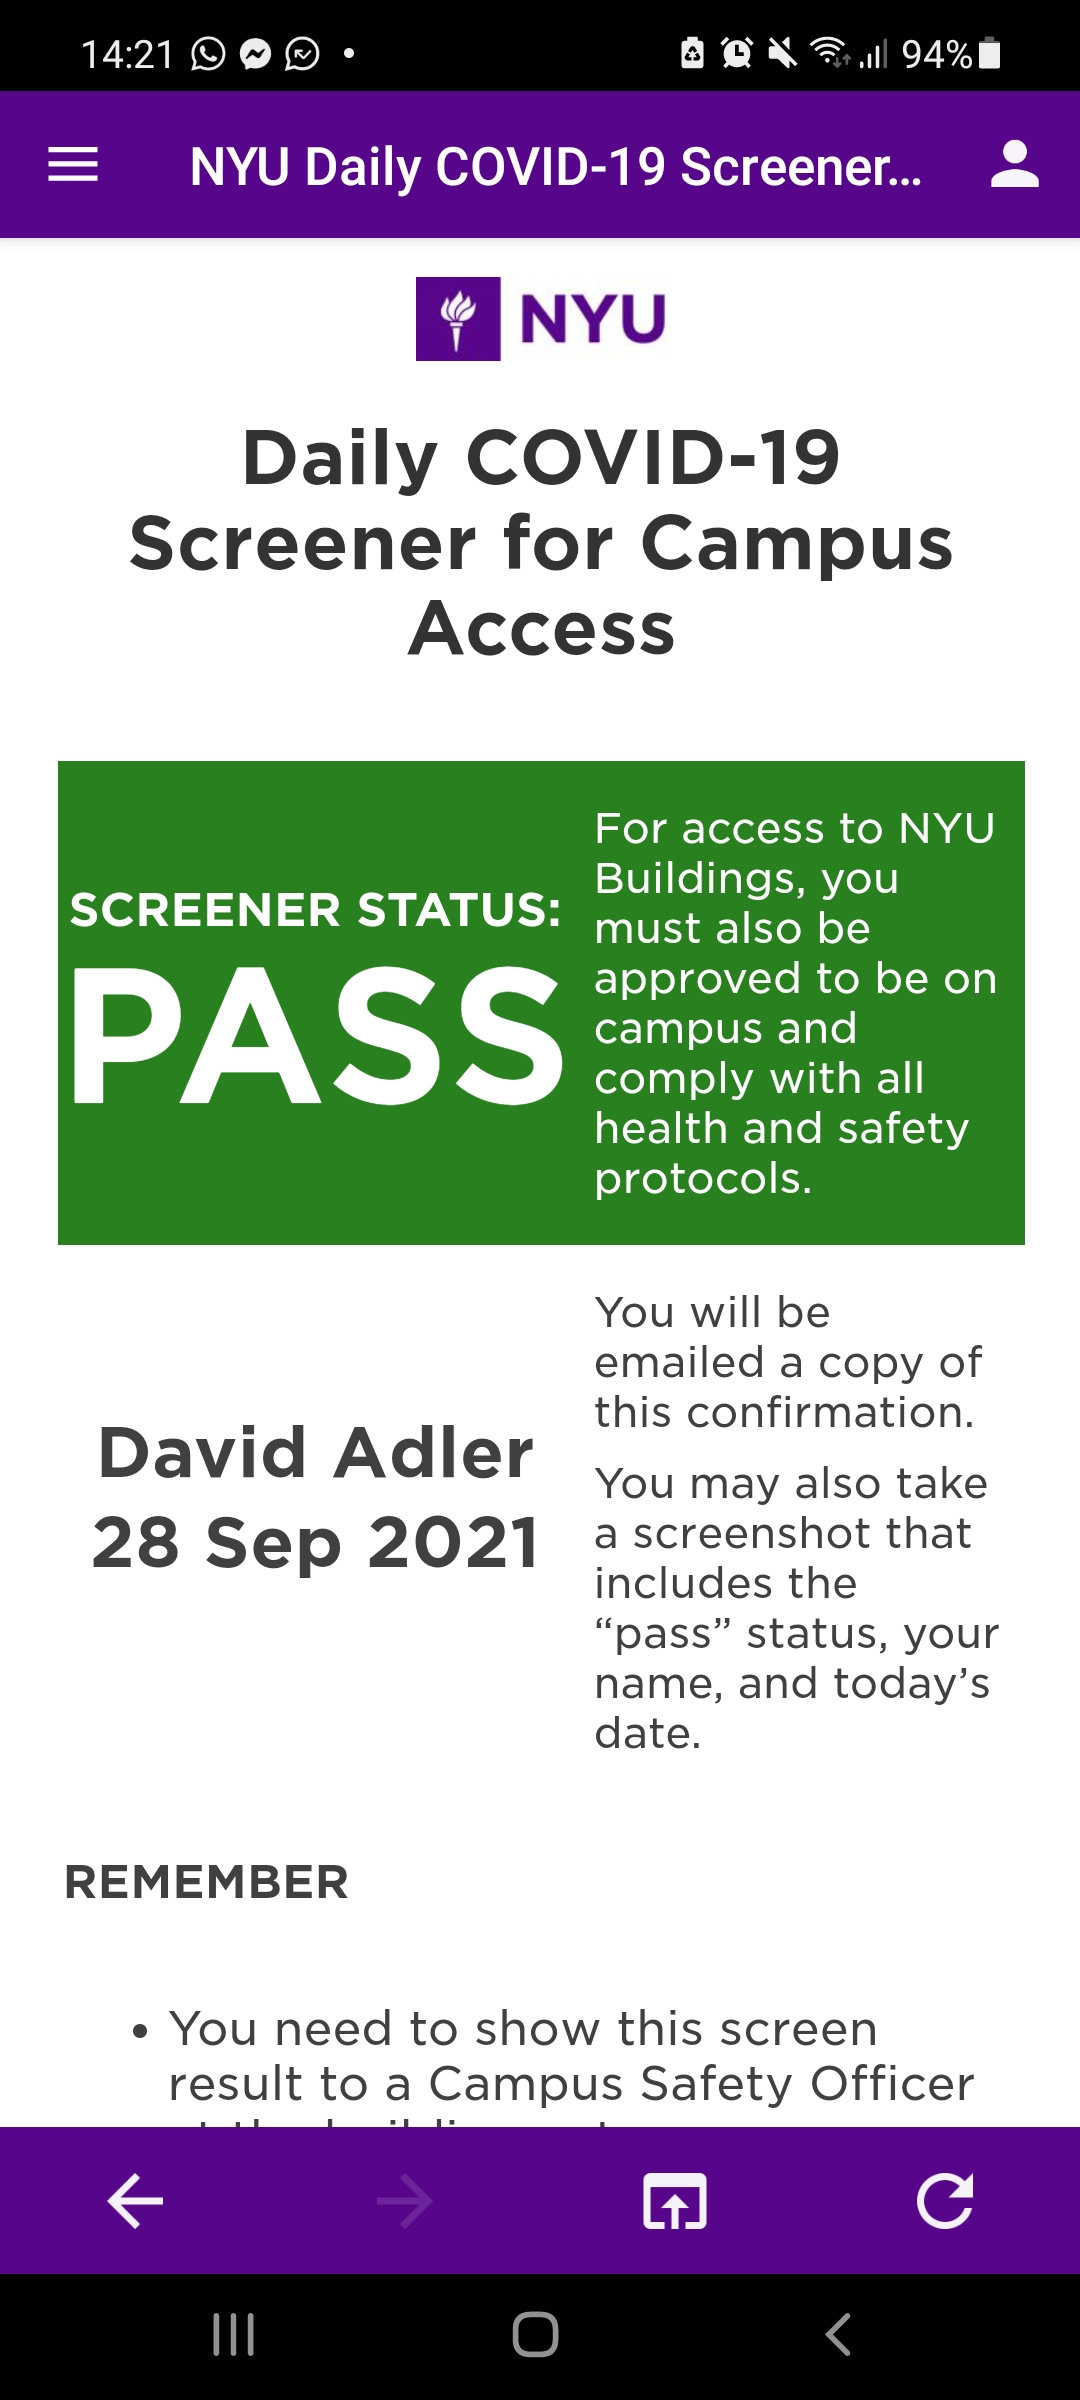 14:21
94%
NYU Daily COVID-19 Screener...
NYU
Daily COVID-19
Screener for Campus
Access
SCREENER STATUS:
PASS
For access to NYU
Buildings, you
must also be
approved to be on
campus and
comply with all
health and safety
protocols.
David Adler
28 Sep 2021
You will be
emailed a copy of
this confirmation.
You may also take
a screenshot that
includes the
“pass” status, your
name, and today’s
date.
REMEMBER
• You need to show this screen
result to a Campus Safety Officer